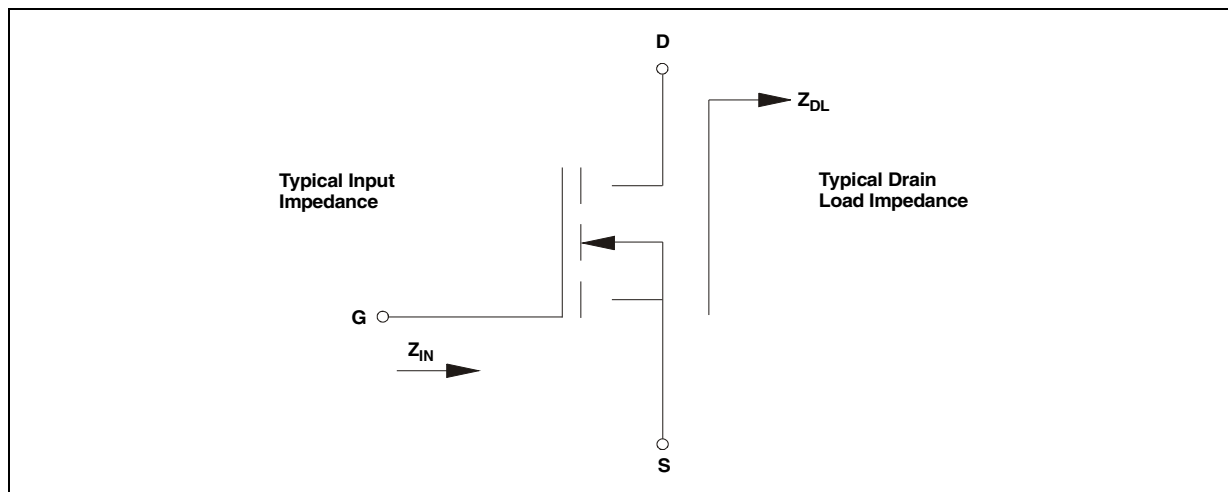 D
Z_DL
Typical Input
Impedance
Typical Drain
Load Impedance
G
Z_IN
S